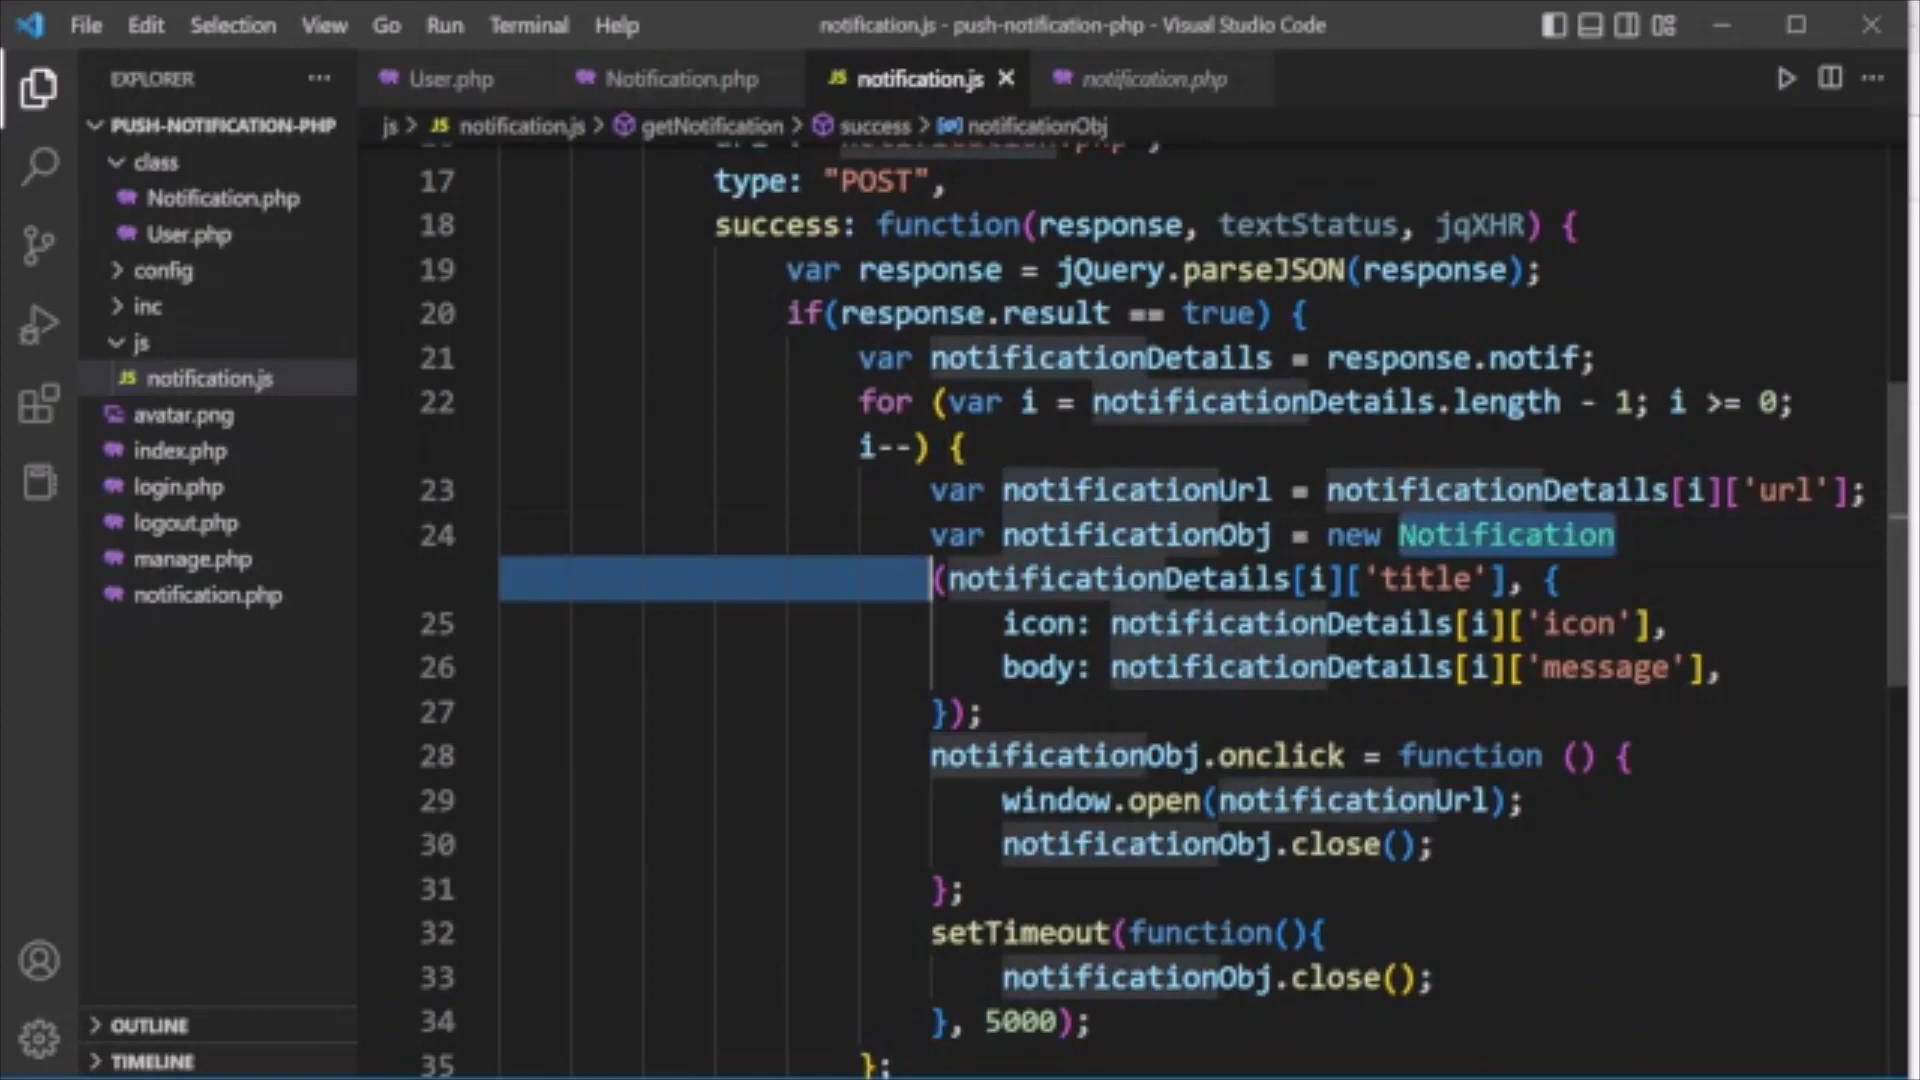 File Edit Selection View Go Run Terminal Help notification.js - push-notification-php - Visual Studio Code
EXPLORER ···
User.php Notification.php JS notification.js notification.php
PUSH-NOTIFICATION-PHP
class
Notification.php
User.php
config
inc
js
JS notification.js
avatar.png
index.php
login.php
logout.php
manage.php
notification.php
OUTLINE
TIMELINE
js > JS notification.js > getNotification > success > notificationObj
17 type: "POST",
18 success: function(response, textStatus, jqXHR) {
19 var response = jQuery.parseJSON(response);
20 if(response.result == true) {
21 var notificationDetails = response.notif;
22 for (var i = notificationDetails.length - 1; i >= 0;
i--) {
23 var notificationUrl = notificationDetails[i]['url'];
24 var notificationObj = new Notification
(notificationDetails[i]['title'], {
25 icon: notificationDetails[i]['icon'],
26 body: notificationDetails[i]['message'],
27 });
28 notificationObj.onclick = function () {
29 window.open(notificationUrl);
30 notificationObj.close();
31 };
32 setTimeout(function(){
33 notificationObj.close();
34 }, 5000);
35 };